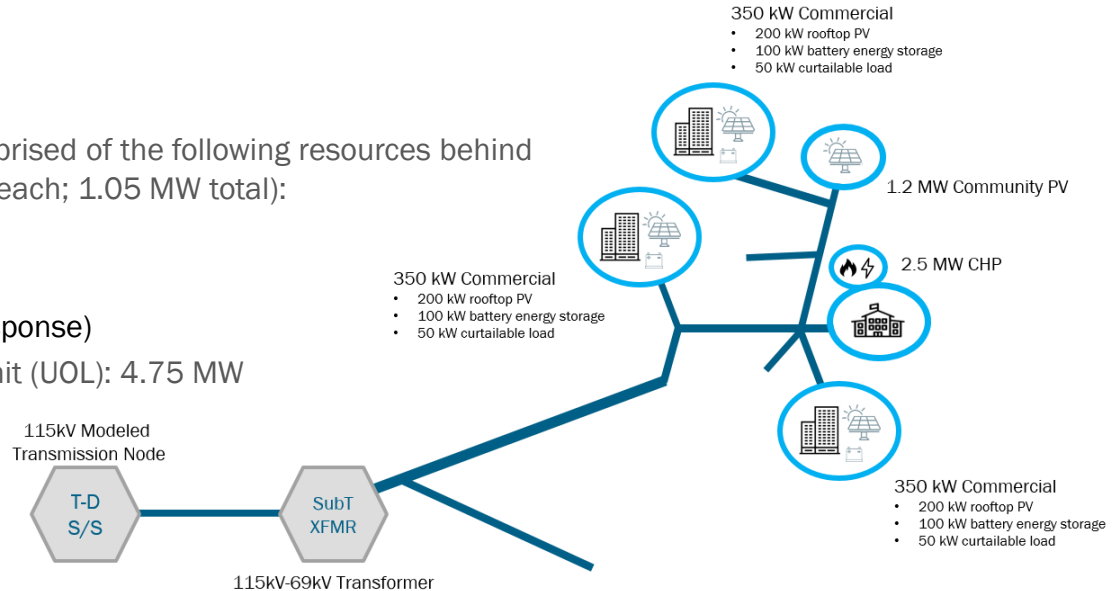 350 kW Commercial
• 200 kW rooftop PV
• 100 kW battery energy storage
• 50 kW curtailable load
prised of the following resources behind
each; 1.05 MW total):
1.2 MW Community PV
350 kW Commercial
• 200 kW rooftop PV
• 100 kW battery energy storage
• 50 kW curtailable load
2.5 MW CHP
ponse)
nit (UOL): 4.75 MW
115kV Modeled
Transmission Node
T-D
S/S
SubT
XFMR
115kV-69kV Transformer
350 kW Commercial
• 200 kW rooftop PV
• 100 kW battery energy storage
• 50 kW curtailable load